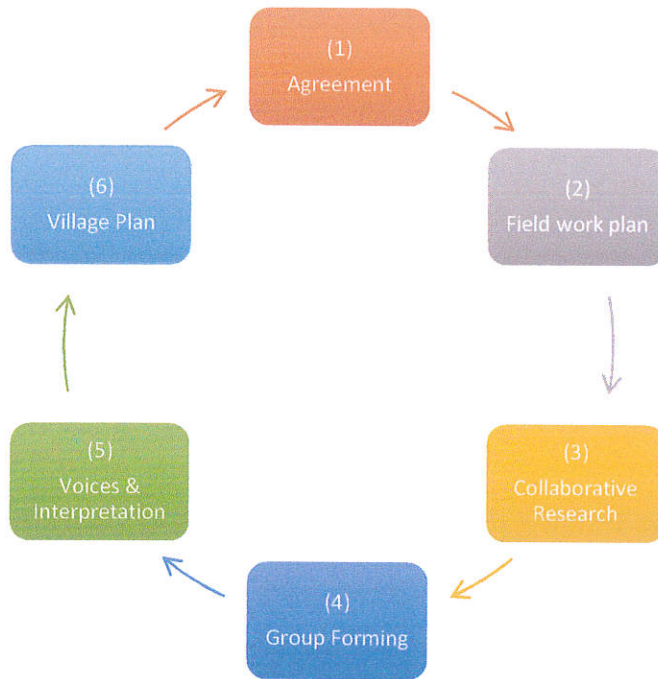 (1)
Agreement
(2)
Field work plan
(3)
Collaborative
Research
(4)
Group Forming
(5)
Voices &
Interpretation
(6)
Village Plan